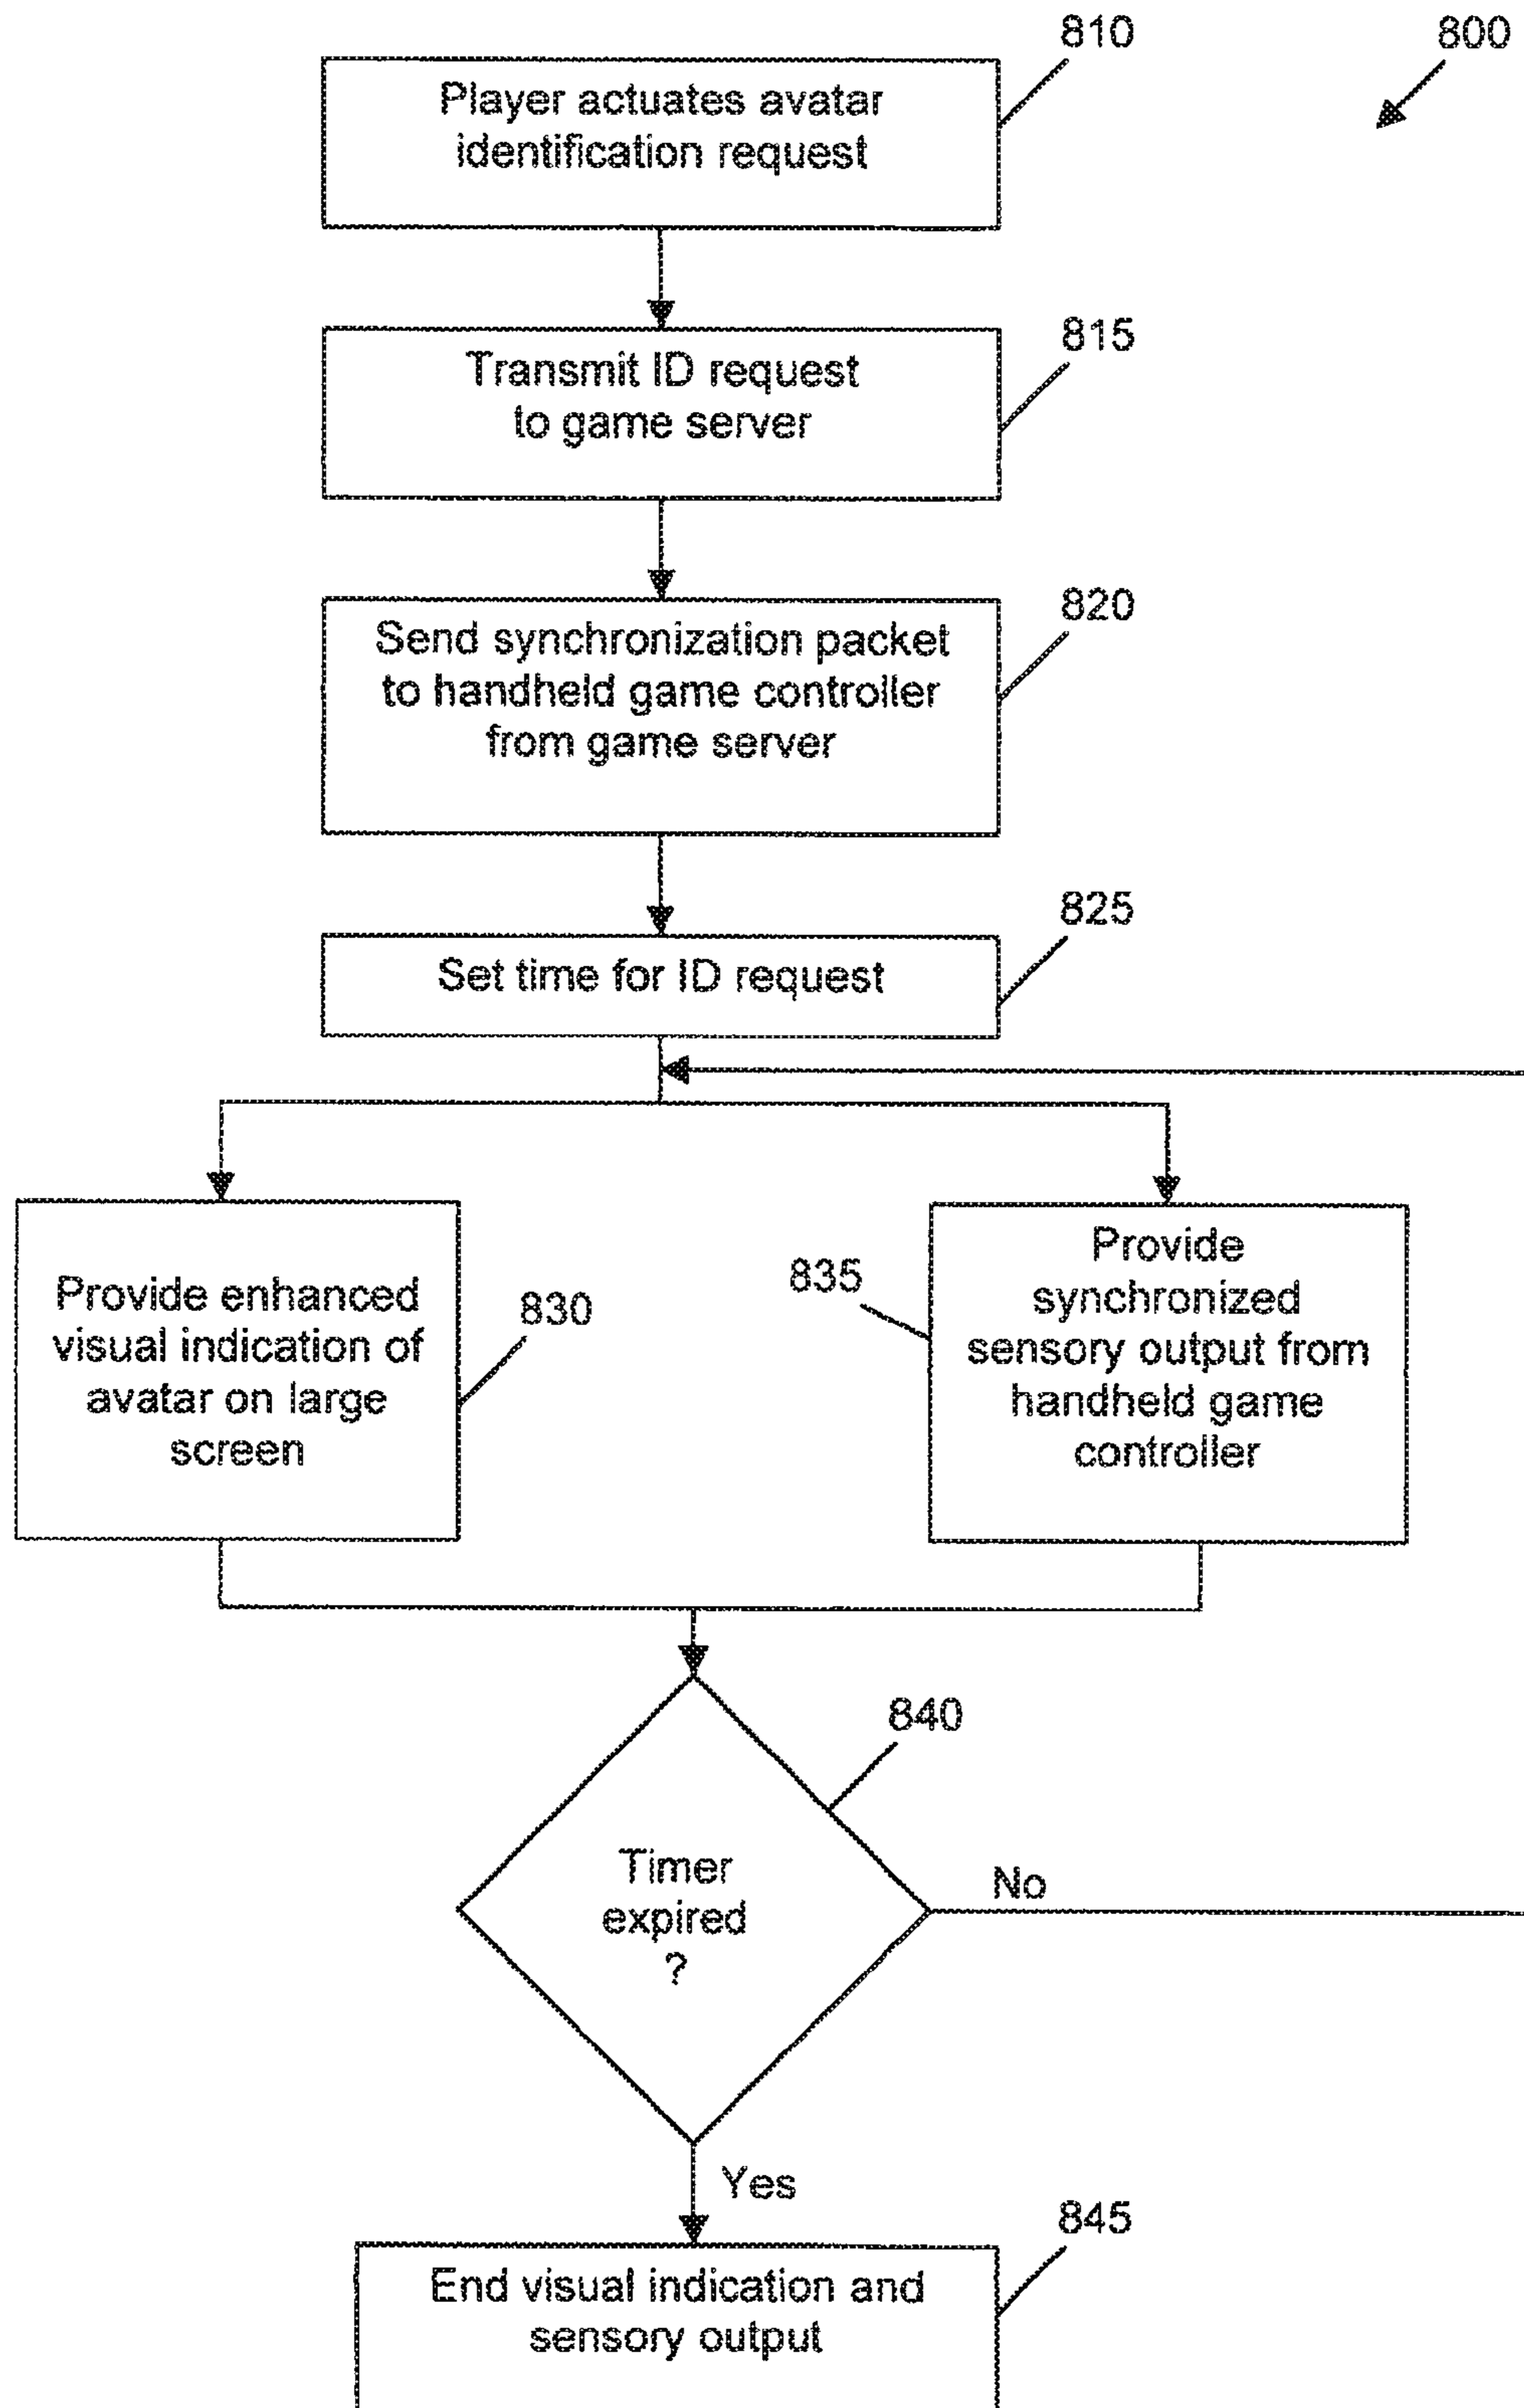 810
800
Player actuates avatar
identification request
815
Transmit ID request
to game server
820
Send synchronization packet
to handheld game controller
from game server
825
Set time for ID request
Provide enhanced
visual indication of
avatar on large
screen
830
835
Provide
synchronized
sensory output from
handheld game
controller
840
Timer
expired
?
No
Yes
845
End visual indication and
sensory output